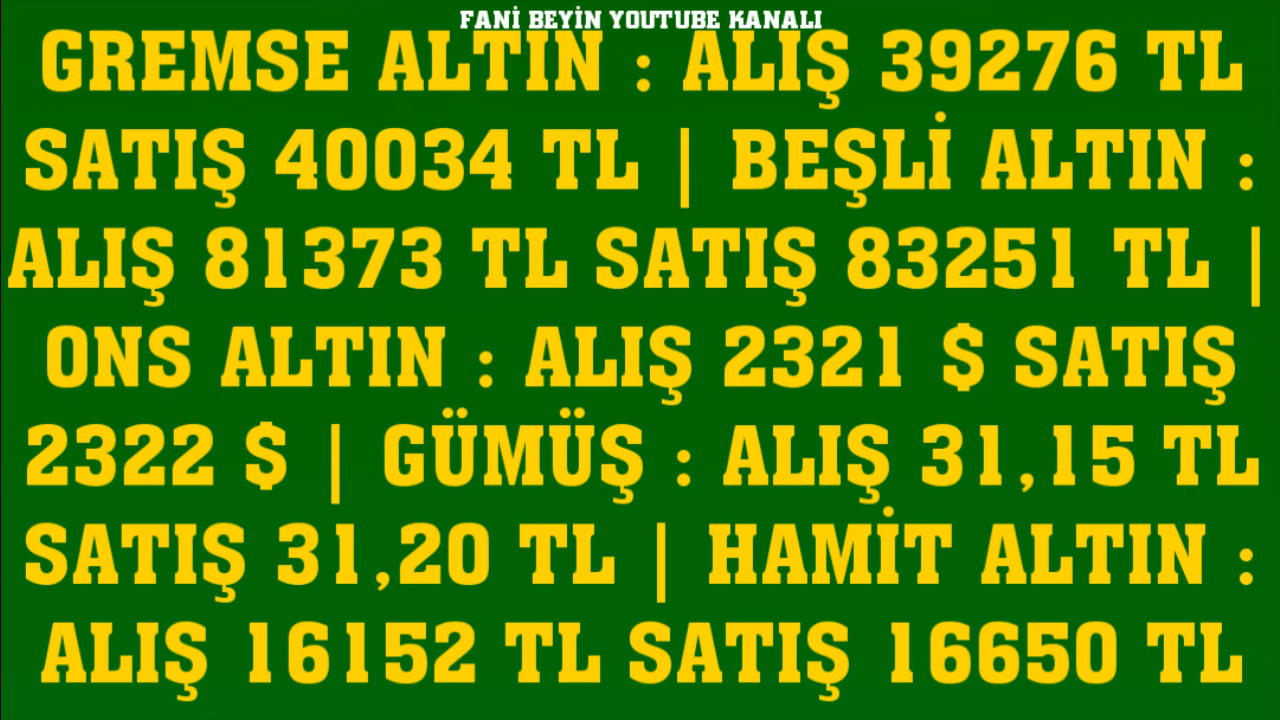 FANİ BEYİN YOUTUBE KANALI
GREMSE ALTIN : ALIŞ 39276 TL
SATIŞ 40034 TL | BEŞLİ ALTIN :
ALIŞ 81373 TL SATIŞ 83251 TL |
ONS ALTIN : ALIŞ 2321 $ SATIŞ
2322 $ | GÜMÜŞ : ALIŞ 31,15 TL
SATIŞ 31,20 TL | HAMİT ALTIN :
ALIŞ 16152 TL SATIŞ 16650 TL